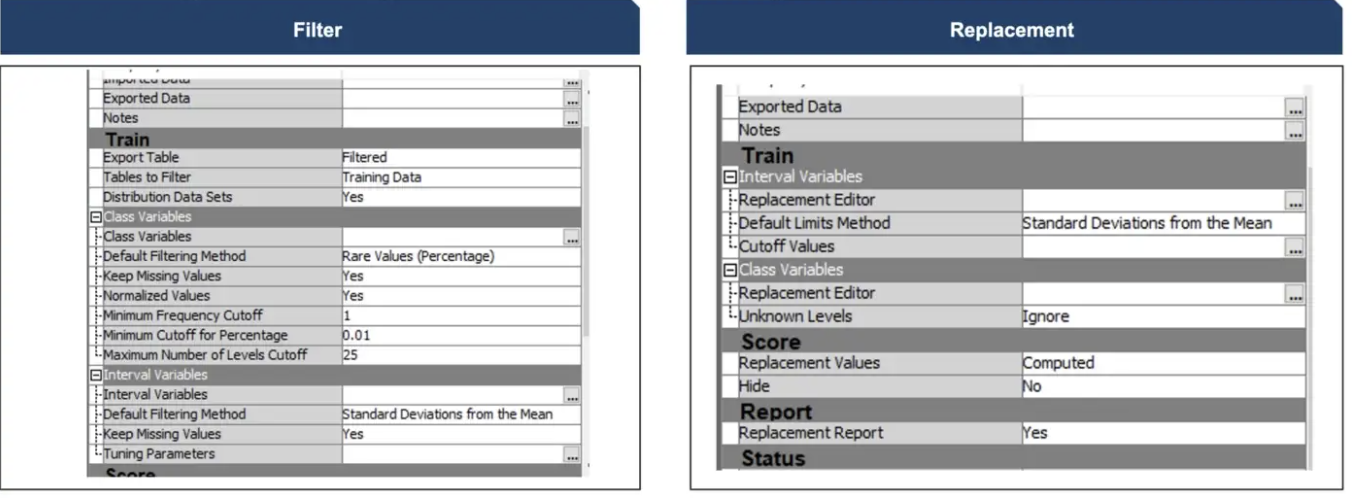 Filter
Imported Data
Exported Data ...
Notes ...
Train
Export Table Filtered
Tables to Filter Training Data
Distribution Data Sets Yes
Class Variables
Class Variables ...
Default Filtering Method Rare Values (Percentage)
Keep Missing Values Yes
Normalized Values Yes
Minimum Frequency Cutoff 1
Minimum Cutoff for Percentage 0.01
Maximum Number of Levels Cutoff 25
Interval Variables
Interval Variables ...
Default Filtering Method Standard Deviations from the Mean
Keep Missing Values Yes
Tuning Parameters ...
Score
Replacement
Exported Data ...
Notes ...
Train
Interval Variables
Replacement Editor ...
Default Limits Method Standard Deviations from the Mean
Cutoff Values ...
Class Variables
Replacement Editor ...
Unknown Levels Ignore
Score
Replacement Values Computed
Hide No
Report
Replacement Report Yes
Status